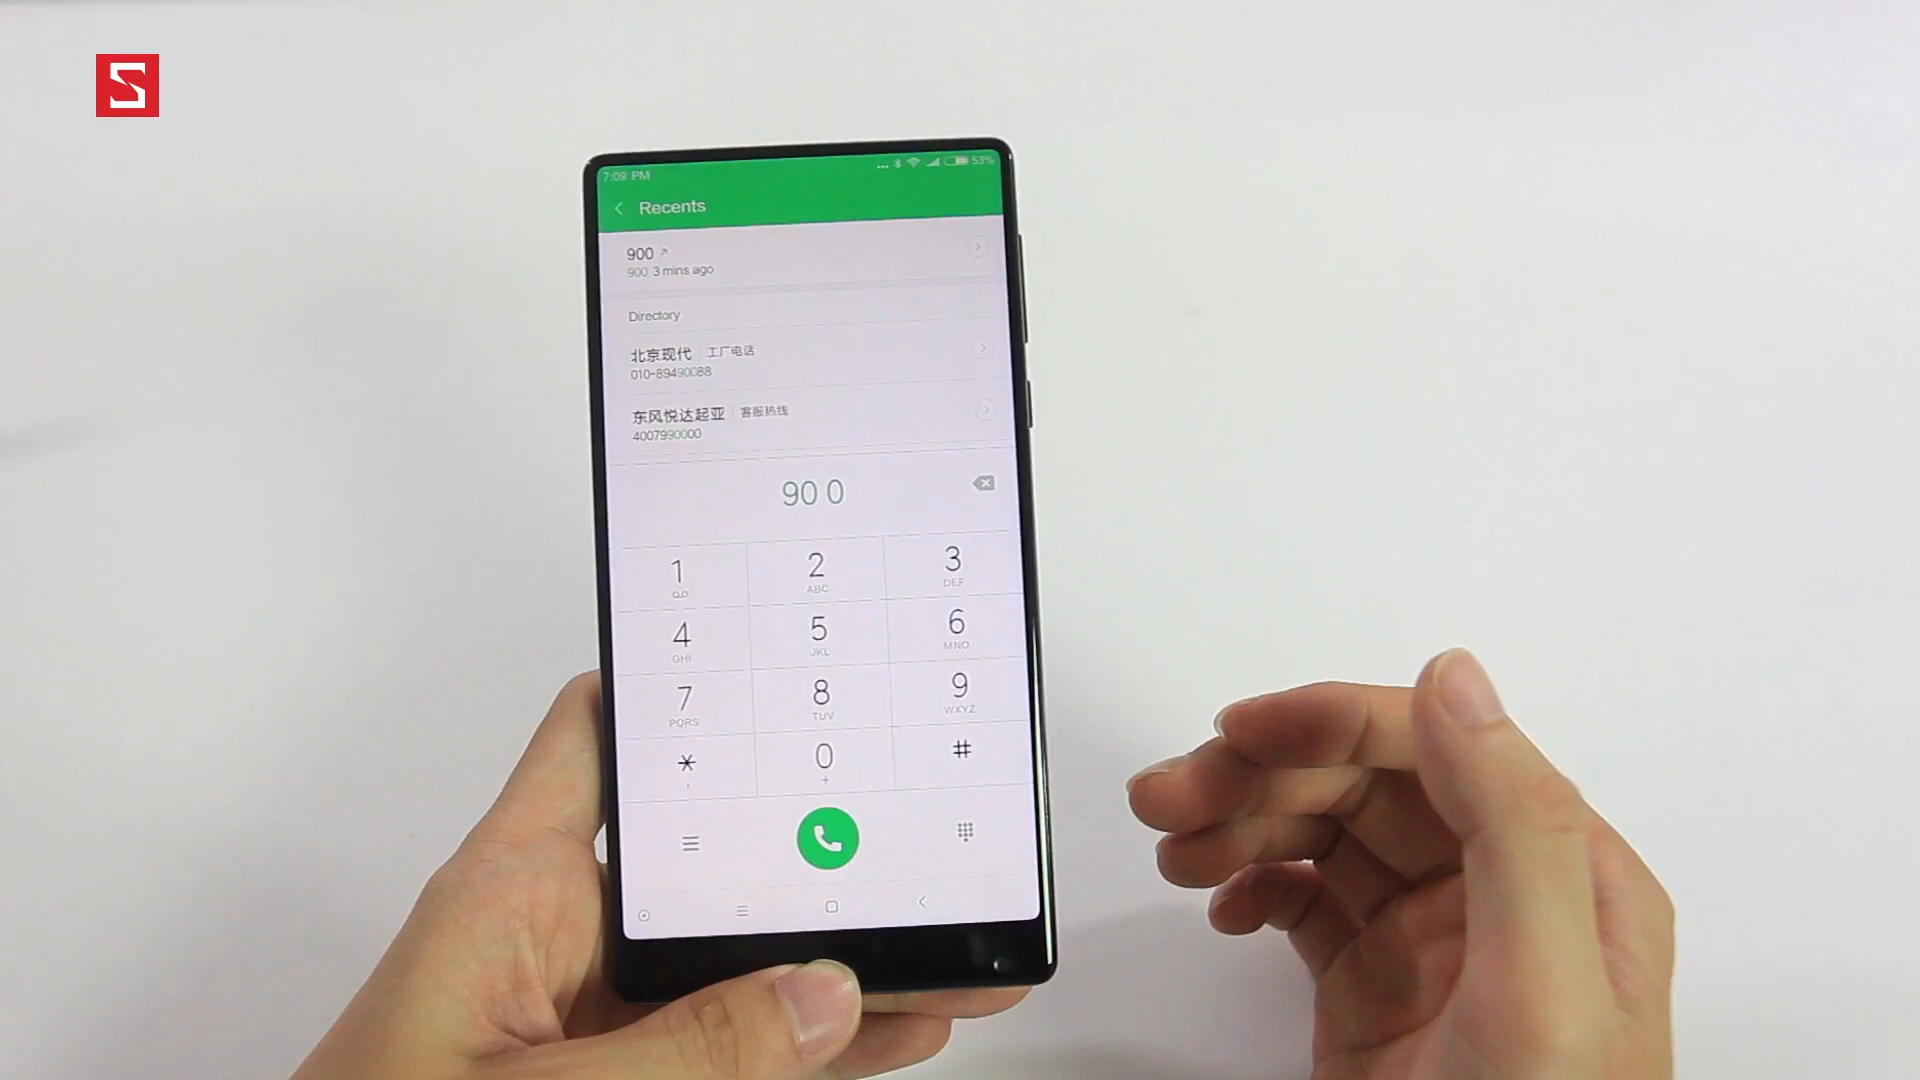 S
7:09 PM ... 53%
Recents
900
900 3 mins ago
Directory
北京现代 | 工厂电话
010-89490088
东风悦达起亚 | 客服热线
4007990000
90 0
1 2 3
ABC DEF
4 5 6
GHI JKL MNO
7 8 9
PQRS TUV WXYZ
* 0 #
, +